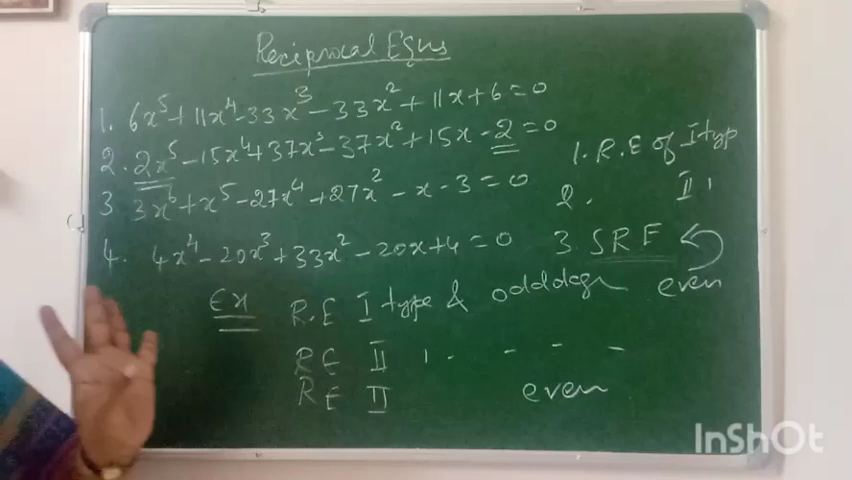 Reciprocal Eqns
1. 6x⁵ + 11x⁴ - 33x³ - 33x² + 11x + 6 = 0
2. 2x⁵ - 15x⁴ + 37x³ - 37x² + 15x - 2 = 0
3 3x⁶ + x⁵ - 27x⁴ + 27x² - x - 3 = 0
4. 4x⁴ - 20x³ + 33x² - 20x + 4 = 0
1. R.E of I typ
2. II '
3. SRE
Ex R.E I type & odd degr even
RE II ' . - - -
RE II even
InShOt